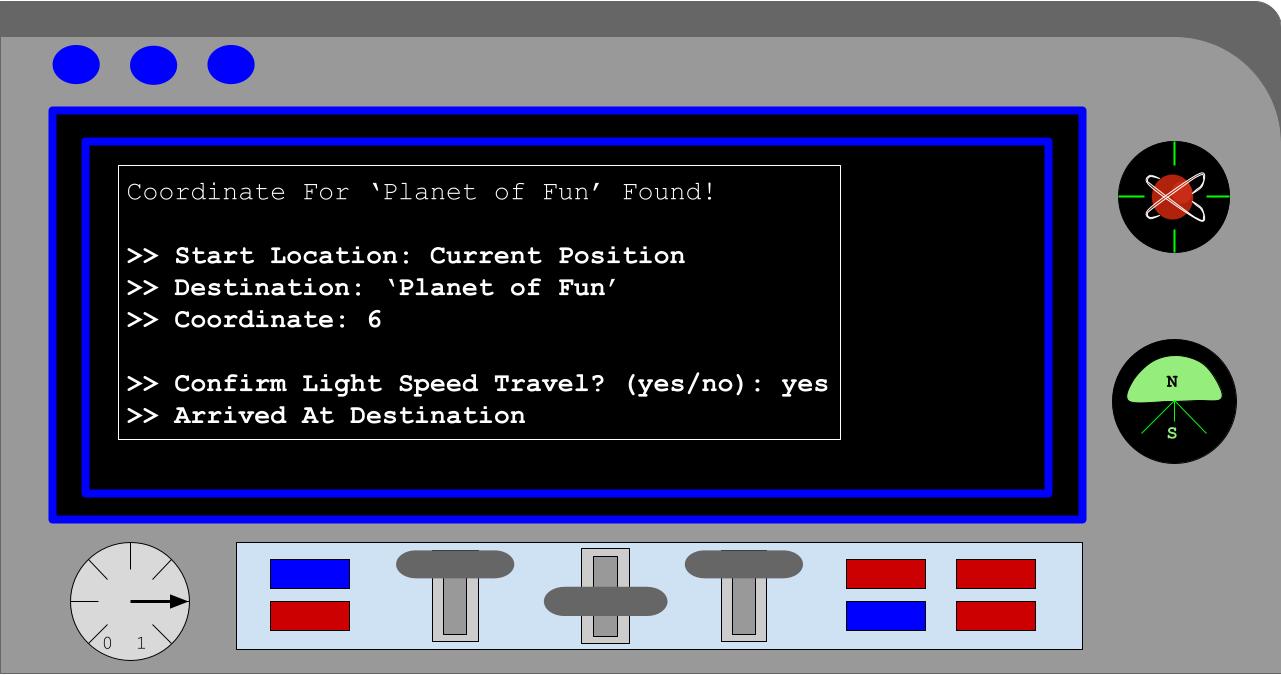 Coordinate For ‘Planet of Fun’ Found!
>> Start Location: Current Position
>> Destination: ‘Planet of Fun’
>> Coordinate: 6
>> Confirm Light Speed Travel? (yes/no): yes
>> Arrived At Destination
N
S
0 1